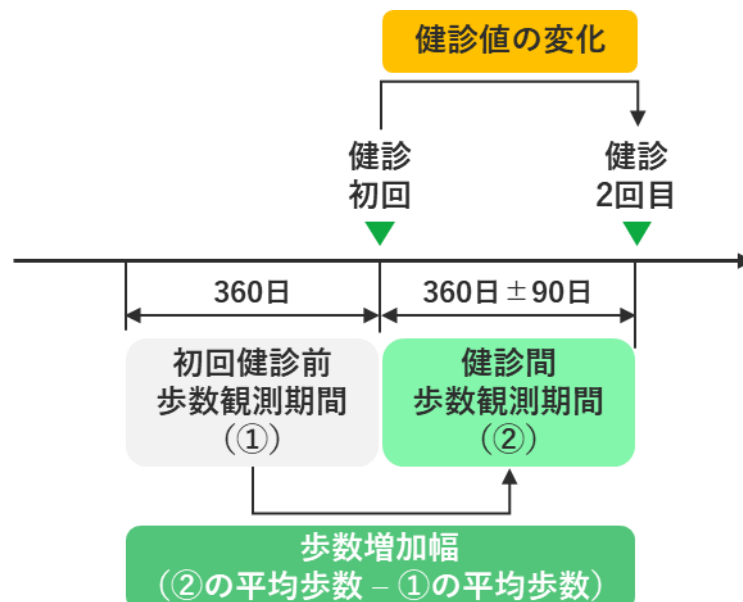 健診値の変化
健診
初回
健診
2回目
360日
360日±90日
初回健診前
歩数観測期間
(①)
健診間
歩数観測期間
(②)
歩数増加幅
(②の平均歩数 – ①の平均歩数)